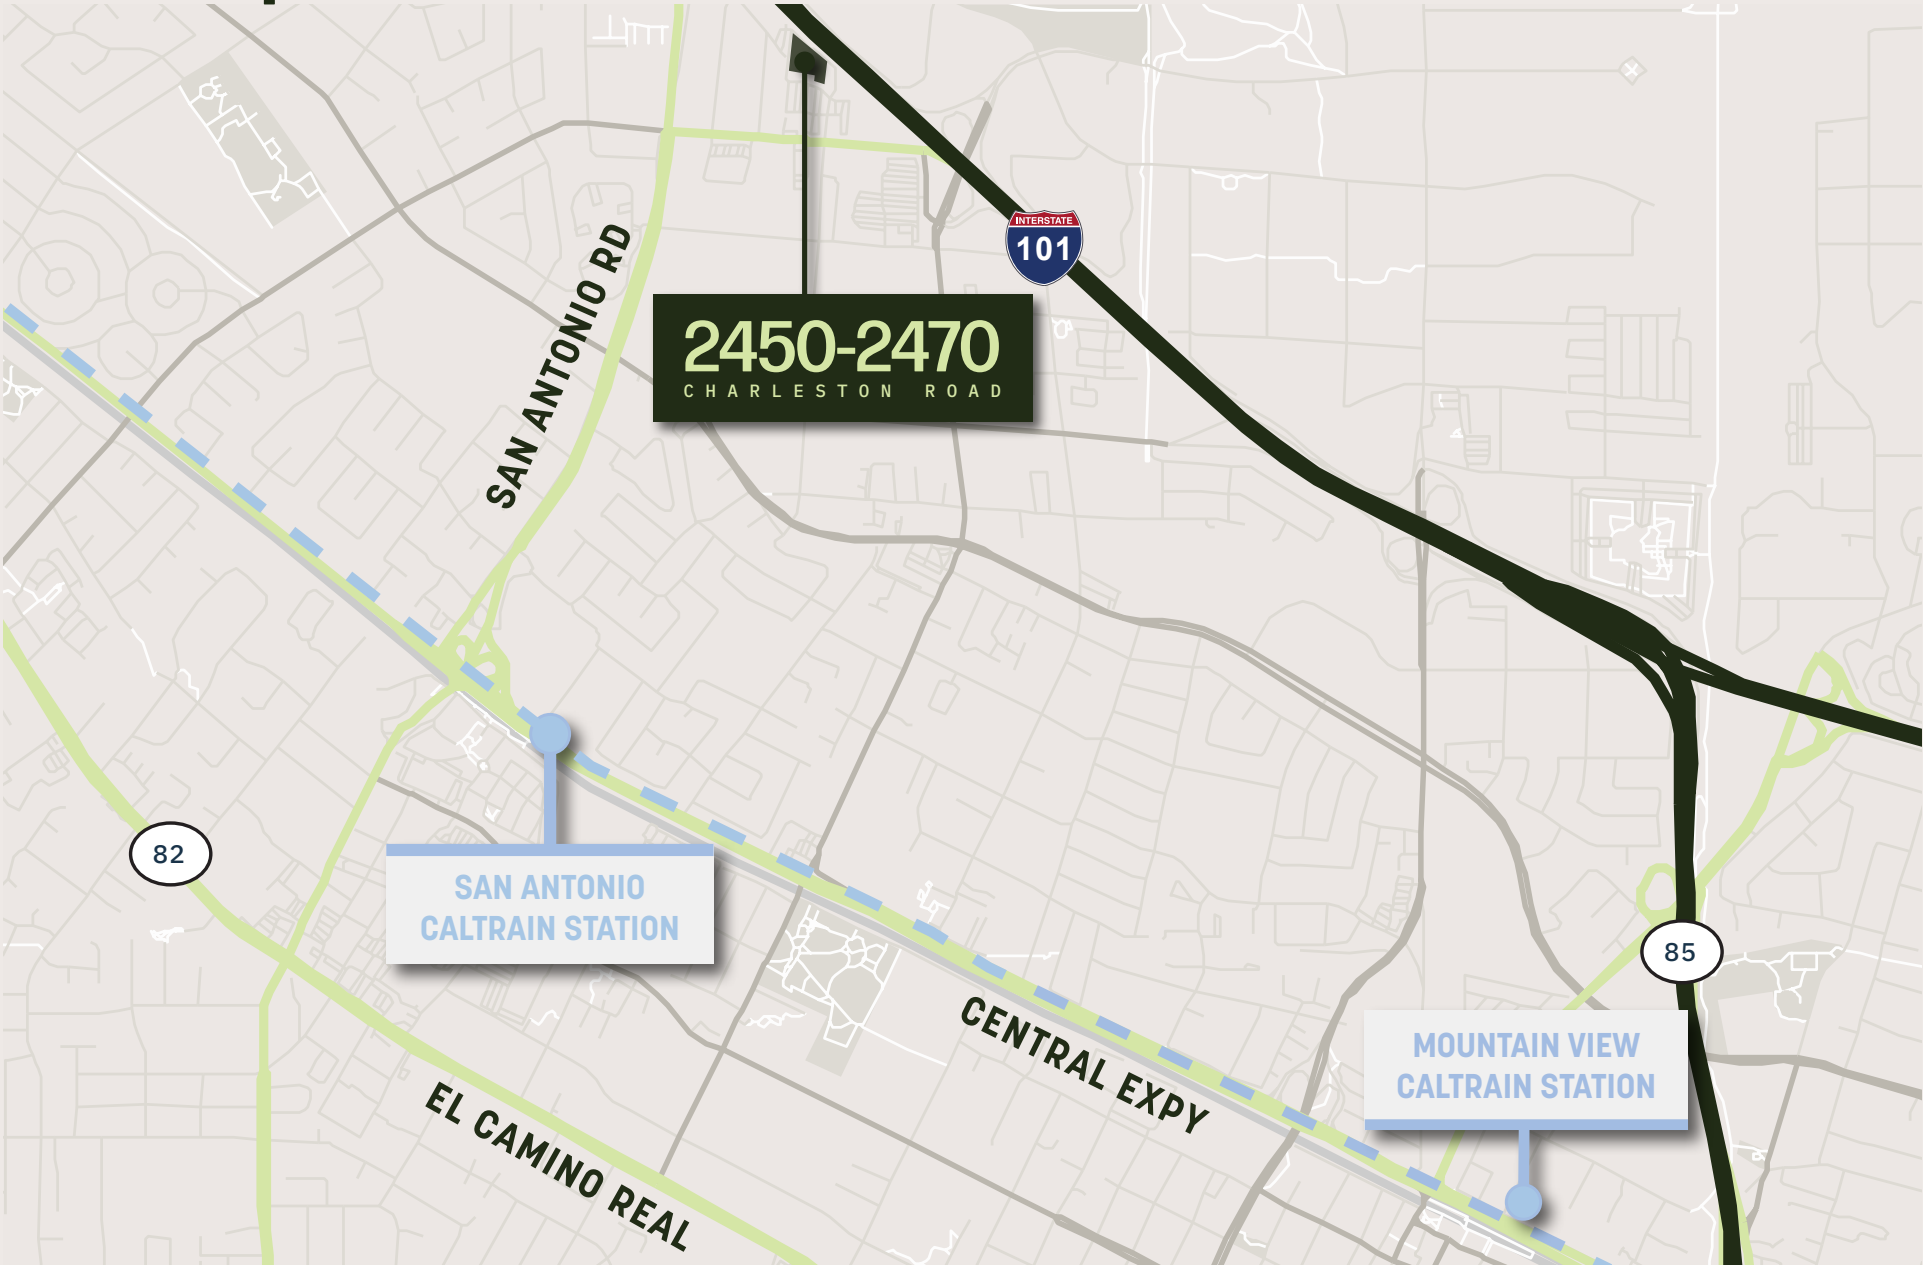 SAN ANTONIO RD
INTERSTATE
101
2450-2470
CHARLESTON ROAD
82
SAN ANTONIO
CALTRAIN STATION
85
CENTRAL EXPY
MOUNTAIN VIEW
CALTRAIN STATION
EL CAMINO REAL